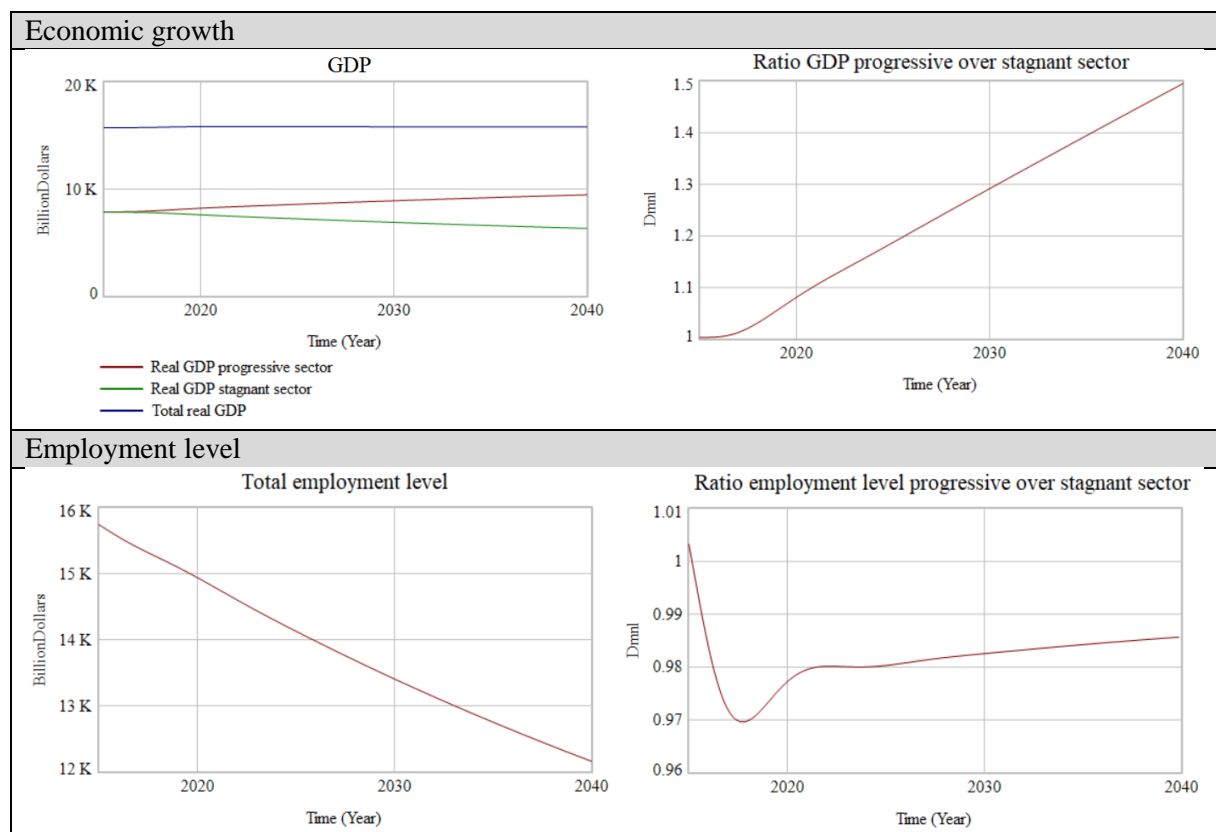 Economic growth
GDP
20 K
10 K
0
BillionDollars
2020
2030
2040
Time (Year)
Real GDP progressive sector
Real GDP stagnant sector
Total real GDP
Ratio GDP progressive over stagnant sector
1.5
1.4
1.3
1.2
1.1
1
Dmnl
2020
2030
2040
Time (Year)
Employment level
Total employment level
16 K
15 K
14 K
13 K
12 K
BillionDollars
2020
2030
2040
Time (Year)
Ratio employment level progressive over stagnant sector
1.01
1
0.99
0.98
0.97
0.96
Dmnl
2020
2030
2040
Time (Year)